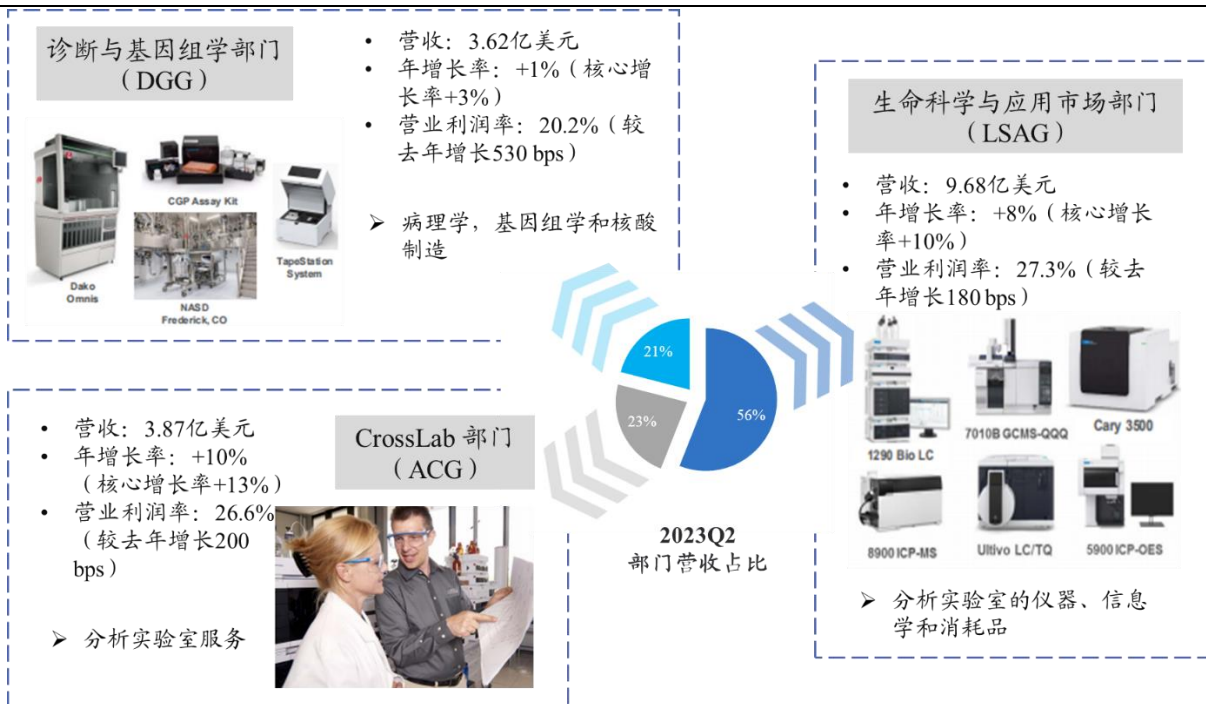 诊断与基因组学部门
（DGG）
CGP Assay Kit
TapeStation
System
Dako
Omnis
NASD
Frederick, CO
• 营收：3.62亿美元
• 年增长率：+1%（核心增
长率+3%）
• 营业利润率：20.2%（较
去年增长530 bps）
➢ 病理学，基因组学和核酸
制造
生命科学与应用市场部门
（LSAG）
• 营收：9.68亿美元
• 年增长率：+8%（核心增长
率+10%）
• 营业利润率：27.3%（较去
年增长180 bps）
1290 Bio LC
7010B GCMS-QQQ
Cary 3500
8900 ICP-MS
Ultivo LC/TQ
5900 ICP-OES
➢ 分析实验室的仪器、信息
学和消耗品
• 营收：3.87亿美元
• 年增长率：+10%
（核心增长率+13%）
• 营业利润率：26.6%
（较去年增长200
bps）
➢ 分析实验室服务
CrossLab 部门
（ACG）
21%
23%
56%
2023Q2
部门营收占比